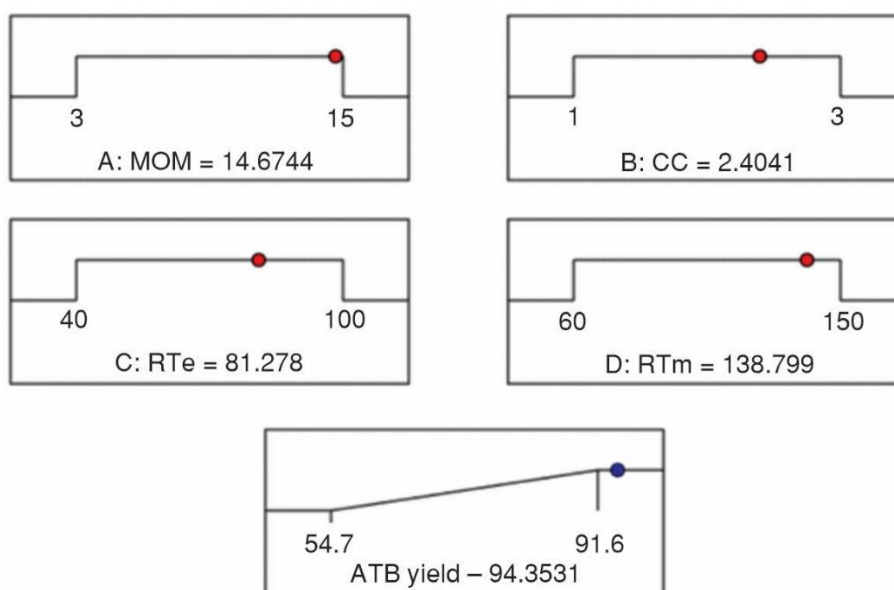 3 15
A: MOM = 14.6744
1 3
B: CC = 2.4041
40 100
C: RTe = 81.278
60 150
D: RTm = 138.799
54.7 91.6
ATB yield – 94.3531